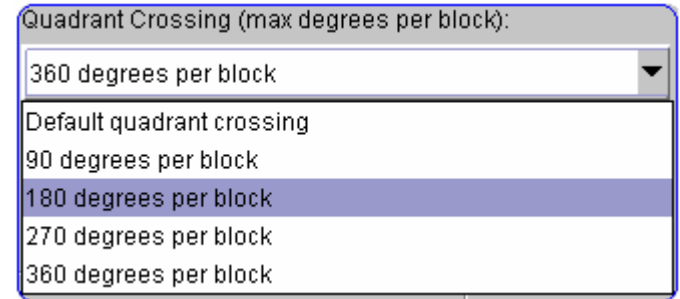 Quadrant Crossing (max degrees per block):
360 degrees per block
Default quadrant crossing
90 degrees per block
180 degrees per block
270 degrees per block
360 degrees per block